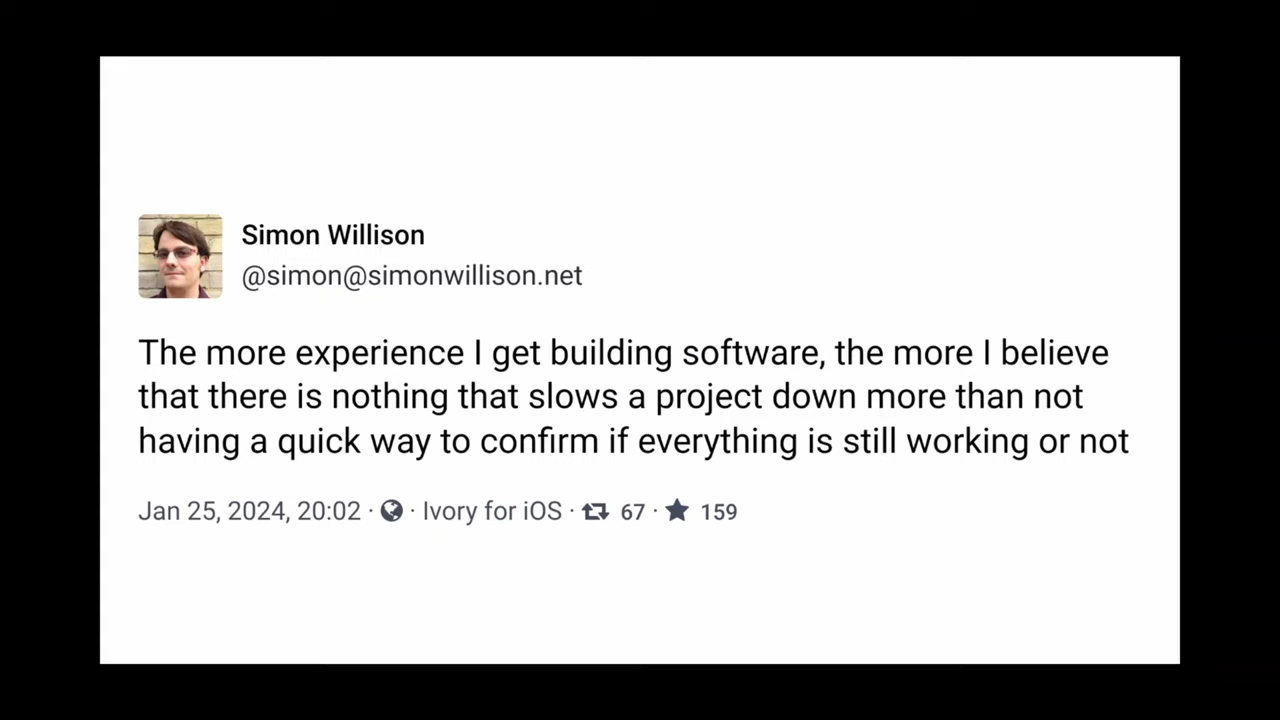 Simon Willison
@simon@simonwillison.net
The more experience I get building software, the more I believe
that there is nothing that slows a project down more than not
having a quick way to confirm if everything is still working or not
Jan 25, 2024, 20:02 · · Ivory for iOS · 67 · 159